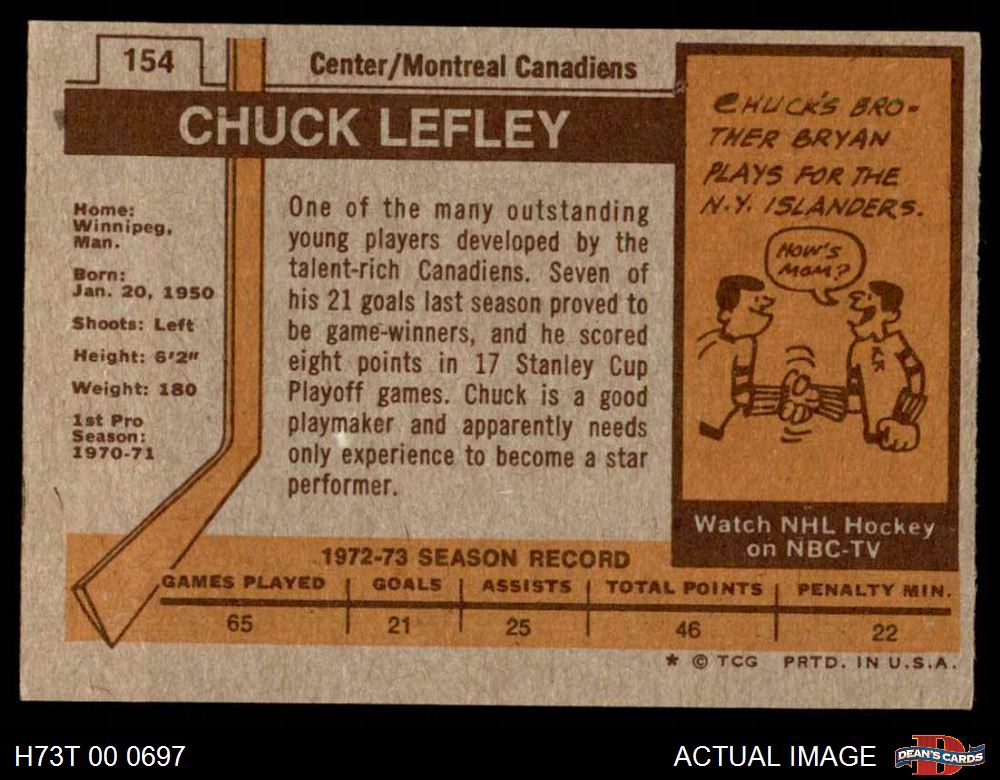 154
Center/Montreal Canadiens
CHUCK LEFLEY
Home:
Winnipeg,
Man.
Born:
Jan. 20, 1950
Shoots: Left
Height: 6'2"
Weight: 180
1st Pro
Season:
1970-71
One of the many outstanding
young players developed by the
talent-rich Canadiens. Seven of
his 21 goals last season proved to
be game-winners, and he scored
eight points in 17 Stanley Cup
Playoff games. Chuck is a good
playmaker and apparently needs
only experience to become a star
performer.
CHUCK'S BRO-
THER BRYAN
PLAYS FOR THE
N.Y. ISLANDERS.
HOW'S
MOM?
Watch NHL Hockey
on NBC-TV
1972-73 SEASON RECORD
GAMES PLAYED GOALS ASSISTS TOTAL POINTS PENALTY MIN.
65 21 25 46 22
* © TCG PRTD. IN U.S.A.
H73T 00 0697
ACTUAL IMAGE
DEAN'S CARDS